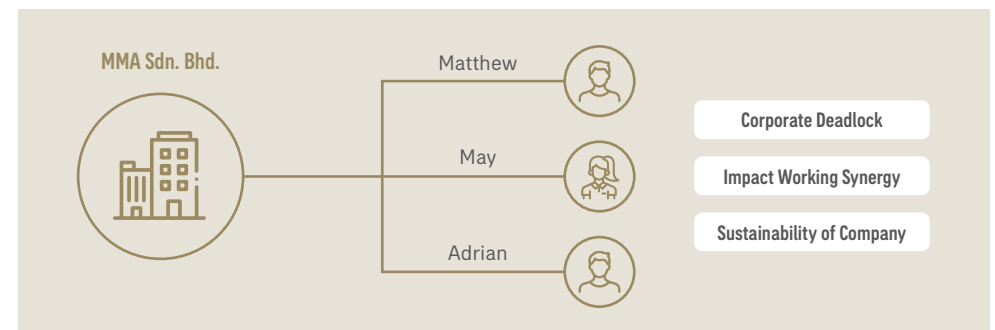 MMA Sdn. Bhd.
Matthew
May
Adrian
Corporate Deadlock
Impact Working Synergy
Sustainability of Company